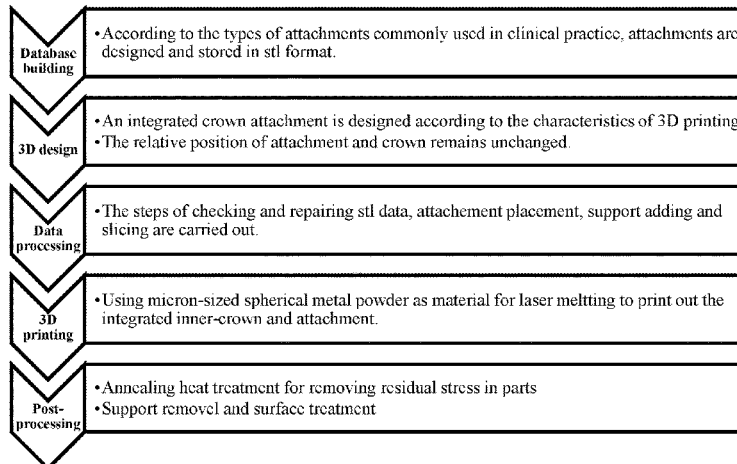 Database
building
•According to the types of attachments commonly used in clinical practice, attachments are
designed and stored in stl format.
3D design
•An integrated crown attachment is designed according to the characteristics of 3D printing
•The relative position of attachment and crown remains unchanged.
Data
processing
•The steps of checking and repairing stl data, attachement placement, support adding and
slicing are carried out.
3D
printing
•Using micron-sized spherical metal powder as material for laser meltting to print out the
integrated inner-crown and attachment.
Post-
processing
•Annealing heat treatment for removing residual stress in parts
•Support removel and surface treatment